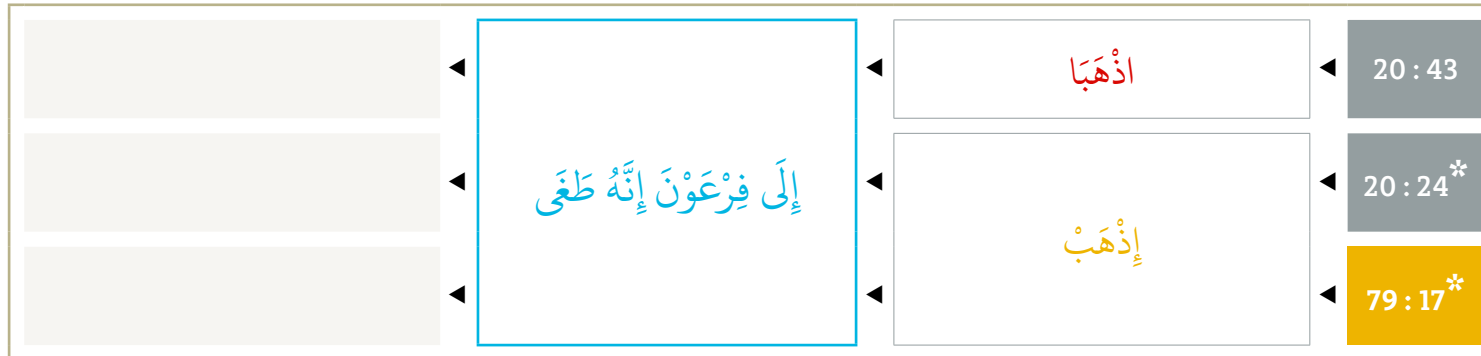 20 : 43
اذْهَبَا
20 : 24*
إِذْهَبْ
إِلَى فِرْعَوْنَ إِنَّهُ طَغَى
79 : 17*